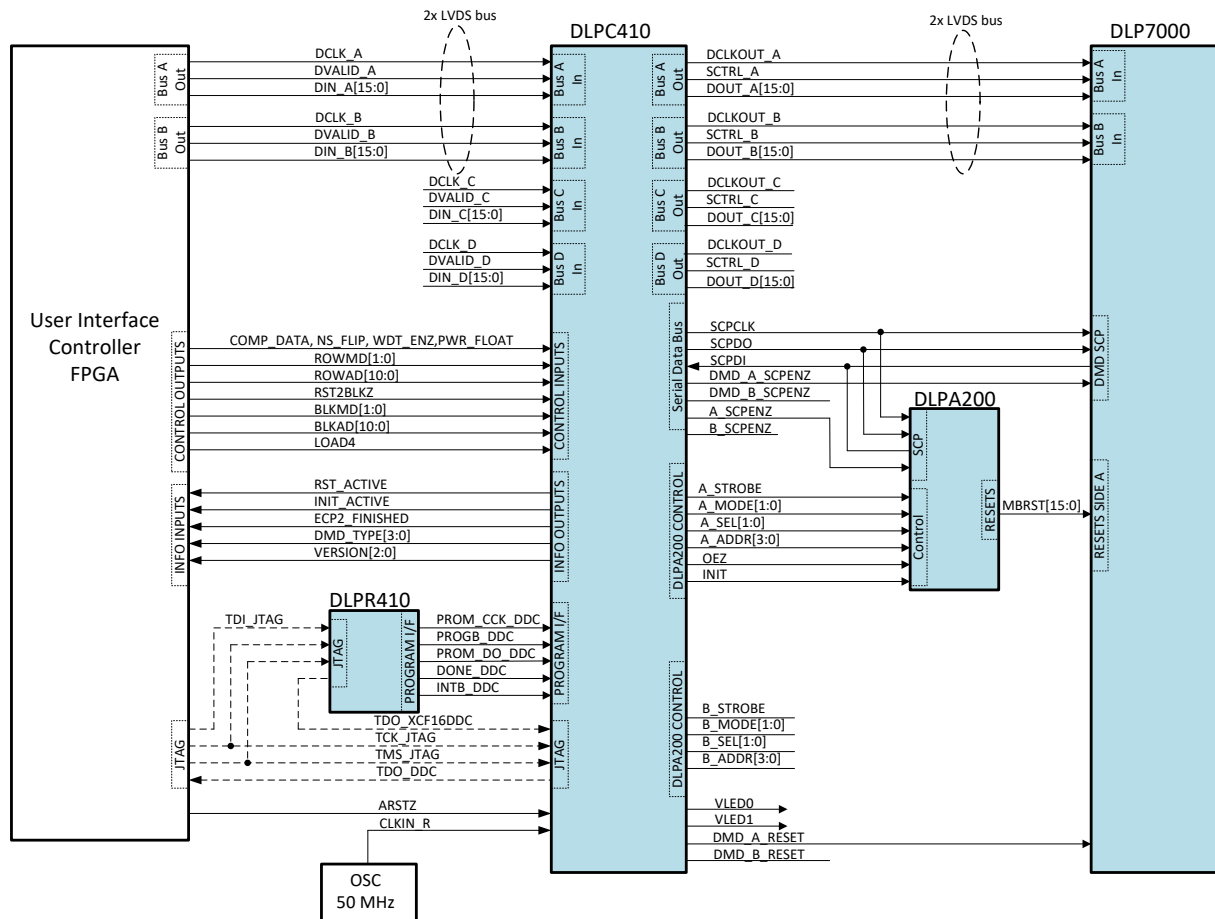 2x LVDS bus
2x LVDS bus
DLPC410
DLP7000
DCLK_A
DVALID_A
DIN_A[15:0]
Bus A
Out
Bus A
In
DCLKOUT_A
SCTRL_A
DOUT_A[15:0]
Bus A
Out
Bus A
In
DCLK_B
DVALID_B
DIN_B[15:0]
Bus B
Out
Bus B
In
DCLKOUT_B
SCTRL_B
DOUT_B[15:0]
Bus B
Out
Bus B
In
DCLK_C
DVALID_C
DIN_C[15:0]
Bus C
In
DCLKOUT_C
SCTRL_C
DOUT_C[15:0]
Bus C
Out
DCLK_D
DVALID_D
DIN_D[15:0]
Bus D
In
DCLKOUT_D
SCTRL_D
DOUT_D[15:0]
Bus D
Out
User Interface
Controller
FPGA
CONTROL OUTPUTS
COMP_DATA, NS_FLIP, WDT_ENZ,PWR_FLOAT
ROWMD[1:0]
ROWAD[10:0]
RST2BLKZ
BLKMD[1:0]
BLKAD[10:0]
LOAD4
CONTROL INPUTS
Serial Data Bus
SCPCLK
SCPDO
SCPDI
DMD_A_SCPENZ
DMD_B_SCPENZ
A_SCPENZ
B_SCPENZ
DMD SCP
DLPA200
SCP
Control
RESETS
MBRST[15:0]
RESETS SIDE A
INFO INPUTS
RST_ACTIVE
INIT_ACTIVE
ECP2_FINISHED
DMD_TYPE[3:0]
VERSION[2:0]
INFO OUTPUTS
DLPA200 CONTROL
A_STROBE
A_MODE[1:0]
A_SEL[1:0]
A_ADDR[3:0]
OEZ
INIT
DLPR410
TDI_JTAG
JTAG
PROGRAM I/F
PROM_CCK_DDC
PROGB_DDC
PROM_DO_DDC
DONE_DDC
INTB_DDC
PROGRAM I/F
JTAG
TDO_XCF16DDC
TCK_JTAG
TMS_JTAG
TDO_DDC
JTAG
DLPA200 CONTROL
B_STROBE
B_MODE[1:0]
B_SEL[1:0]
B_ADDR[3:0]
ARSTZ
CLKIN_R
VLED0
VLED1
DMD_A_RESET
DMD_B_RESET
OSC
50 MHz